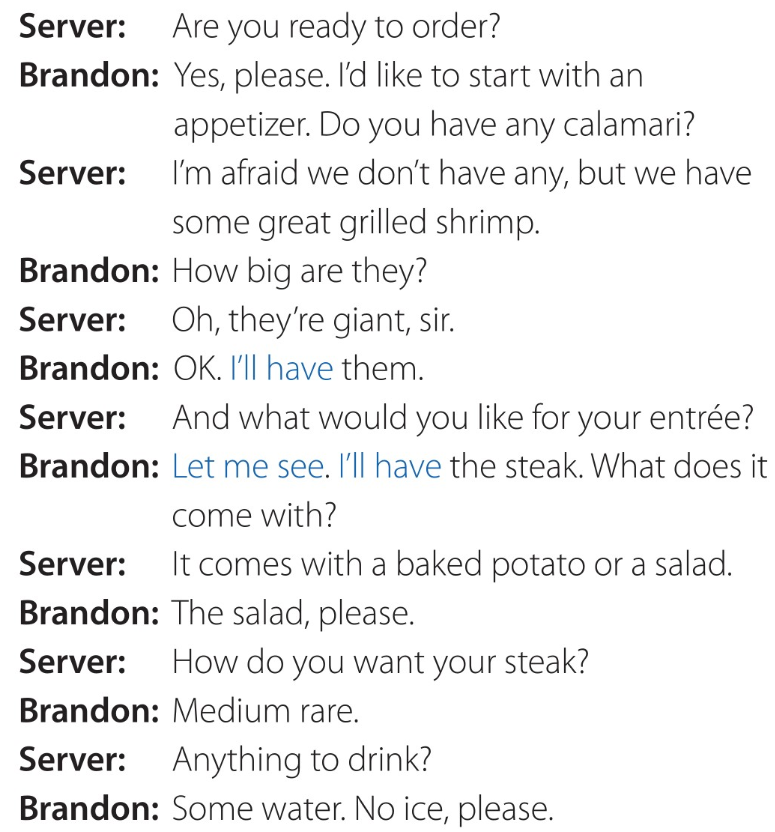 Server: Are you ready to order?
Brandon: Yes, please. I’d like to start with an
appetizer. Do you have any calamari?
Server: I’m afraid we don’t have any, but we have
some great grilled shrimp.
Brandon: How big are they?
Server: Oh, they’re giant, sir.
Brandon: OK. I’ll have them.
Server: And what would you like for your entrée?
Brandon: Let me see. I’ll have the steak. What does it
come with?
Server: It comes with a baked potato or a salad.
Brandon: The salad, please.
Server: How do you want your steak?
Brandon: Medium rare.
Server: Anything to drink?
Brandon: Some water. No ice, please.